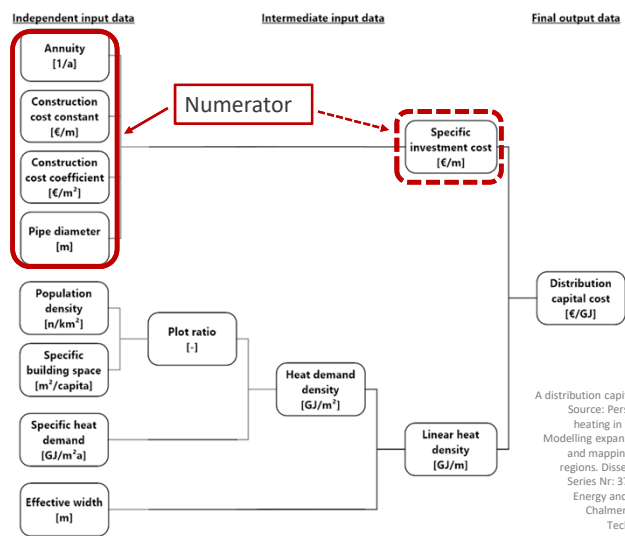 Independent input data
Intermediate input data
Final output data
Annuity
[1/a]
Construction
cost constant
[€/m]
Construction
cost coefficient
[€/m²]
Pipe diameter
[m]
Numerator
Specific
investment cost
[€/m]
Population
density
[n/km²]
Specific
building space
[m²/capita]
Plot ratio
[-]
Specific heat
demand
[GJ/m²a]
Effective width
[m]
Heat demand
density
[GJ/m²]
Linear heat
density
[GJ/m]
Distribution
capital cost
[€/GJ]
A distribution capit
Source: Pers
heating in
Modelling expan
and mappin
regions. Disse
Series Nr: 37
Energy and
Chalmer
Tec